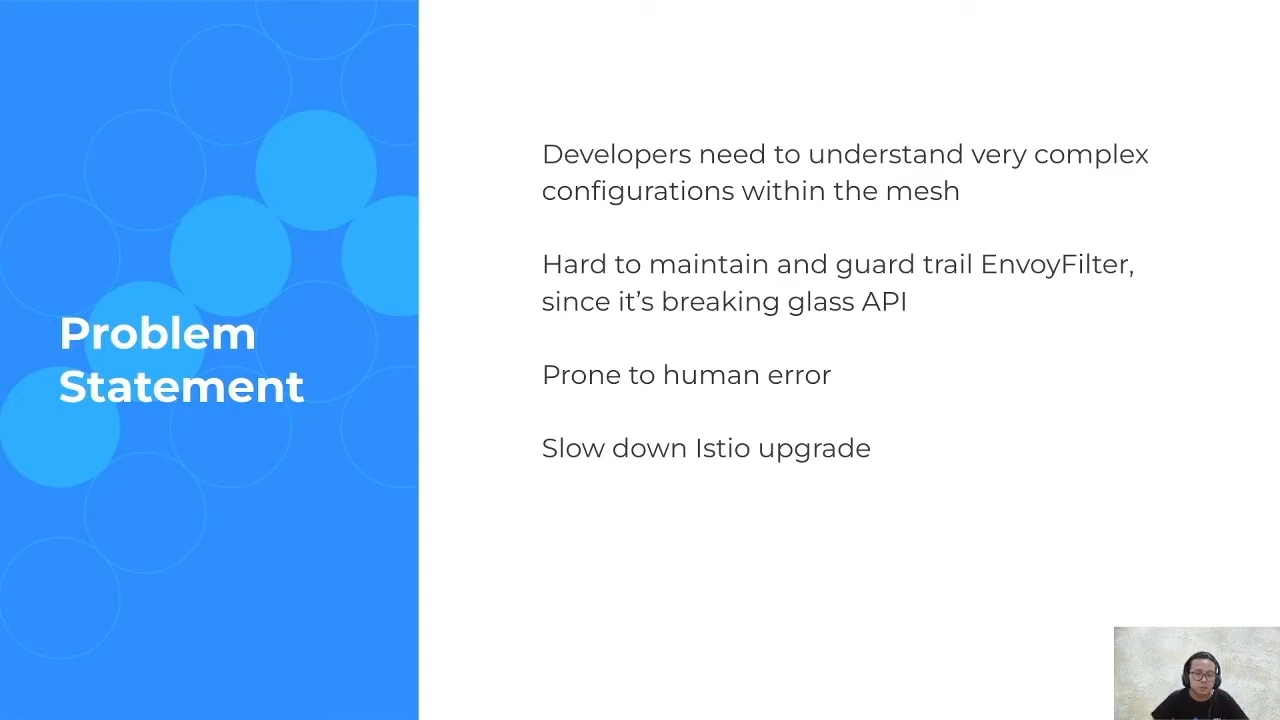 Problem
Statement
Developers need to understand very complex
configurations within the mesh
Hard to maintain and guard trail EnvoyFilter,
since it’s breaking glass API
Prone to human error
Slow down Istio upgrade